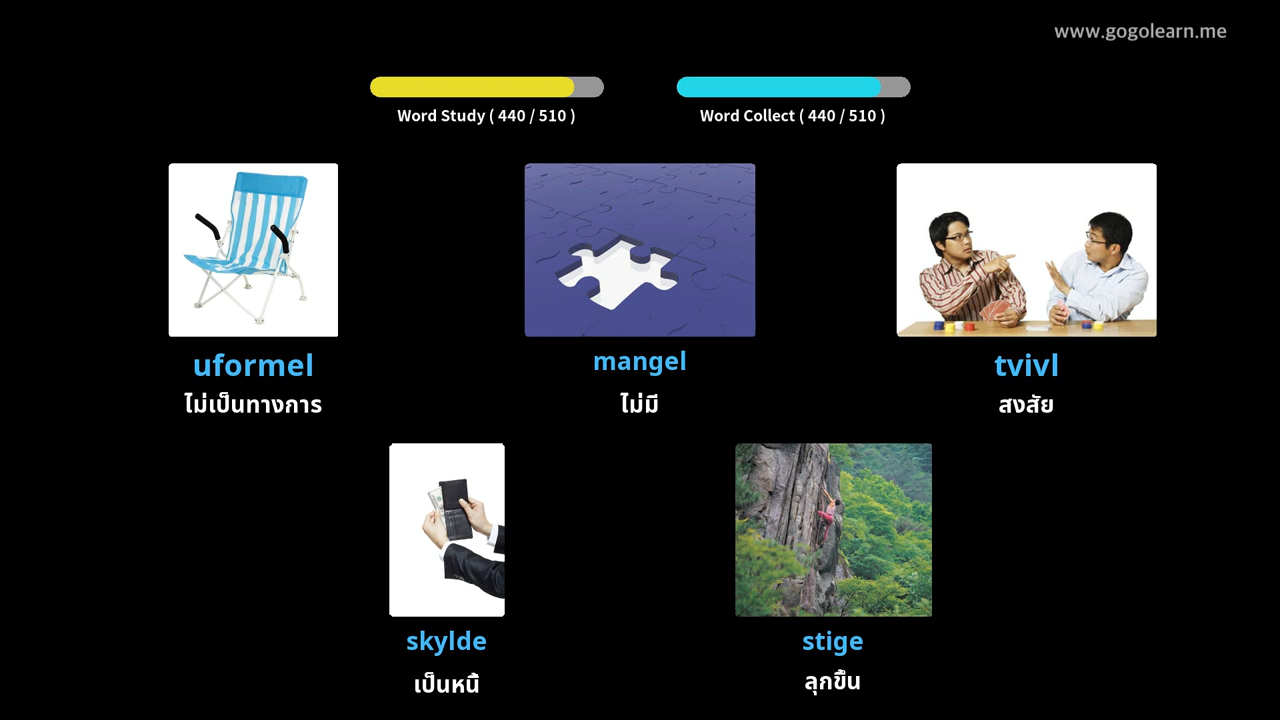 www.gogolearn.me
Word Study ( 440 / 510 )
Word Collect ( 440 / 510 )
uformel
ไม่เป็นทางการ
mangel
ไม่มี
tvivl
สงสัย
skylde
เป็นหนี้
stige
ลุกขึ้น